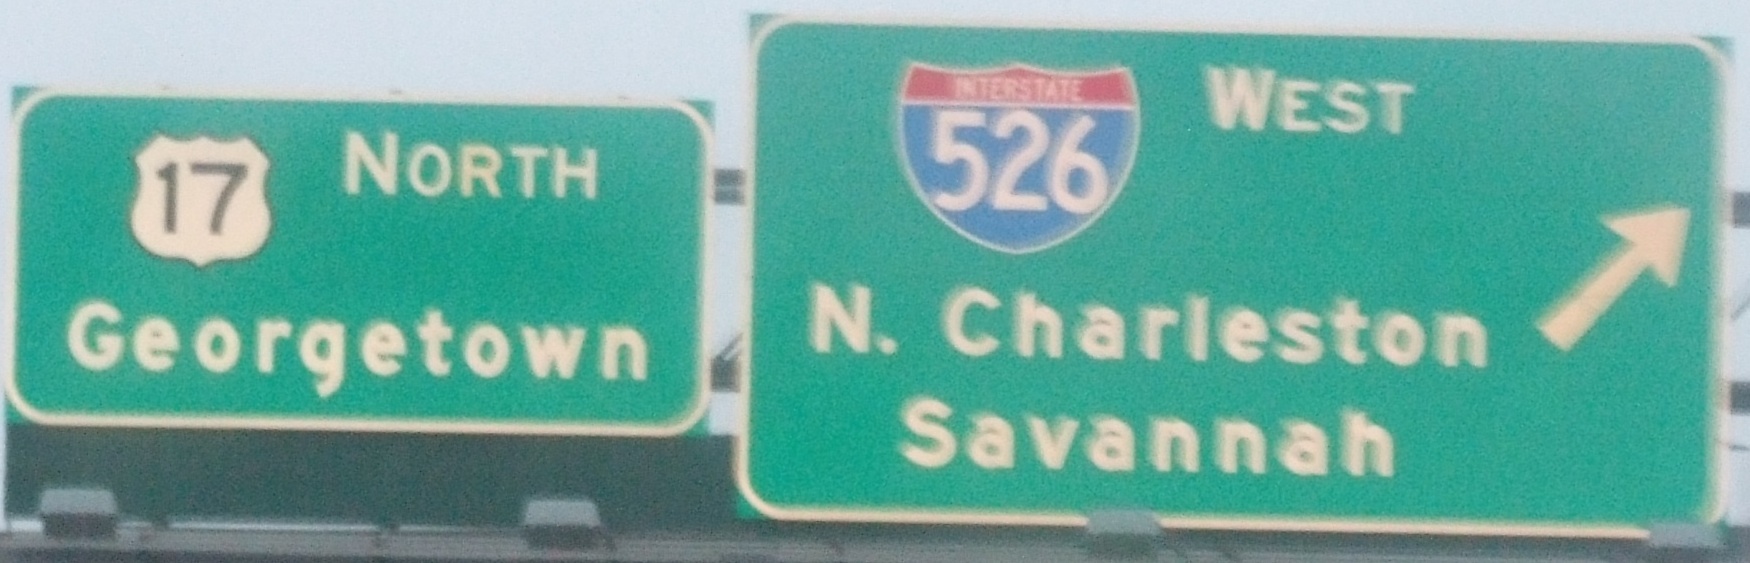 17 NORTH
Georgetown
INTERSTATE
526 WEST
N. Charleston
Savannah